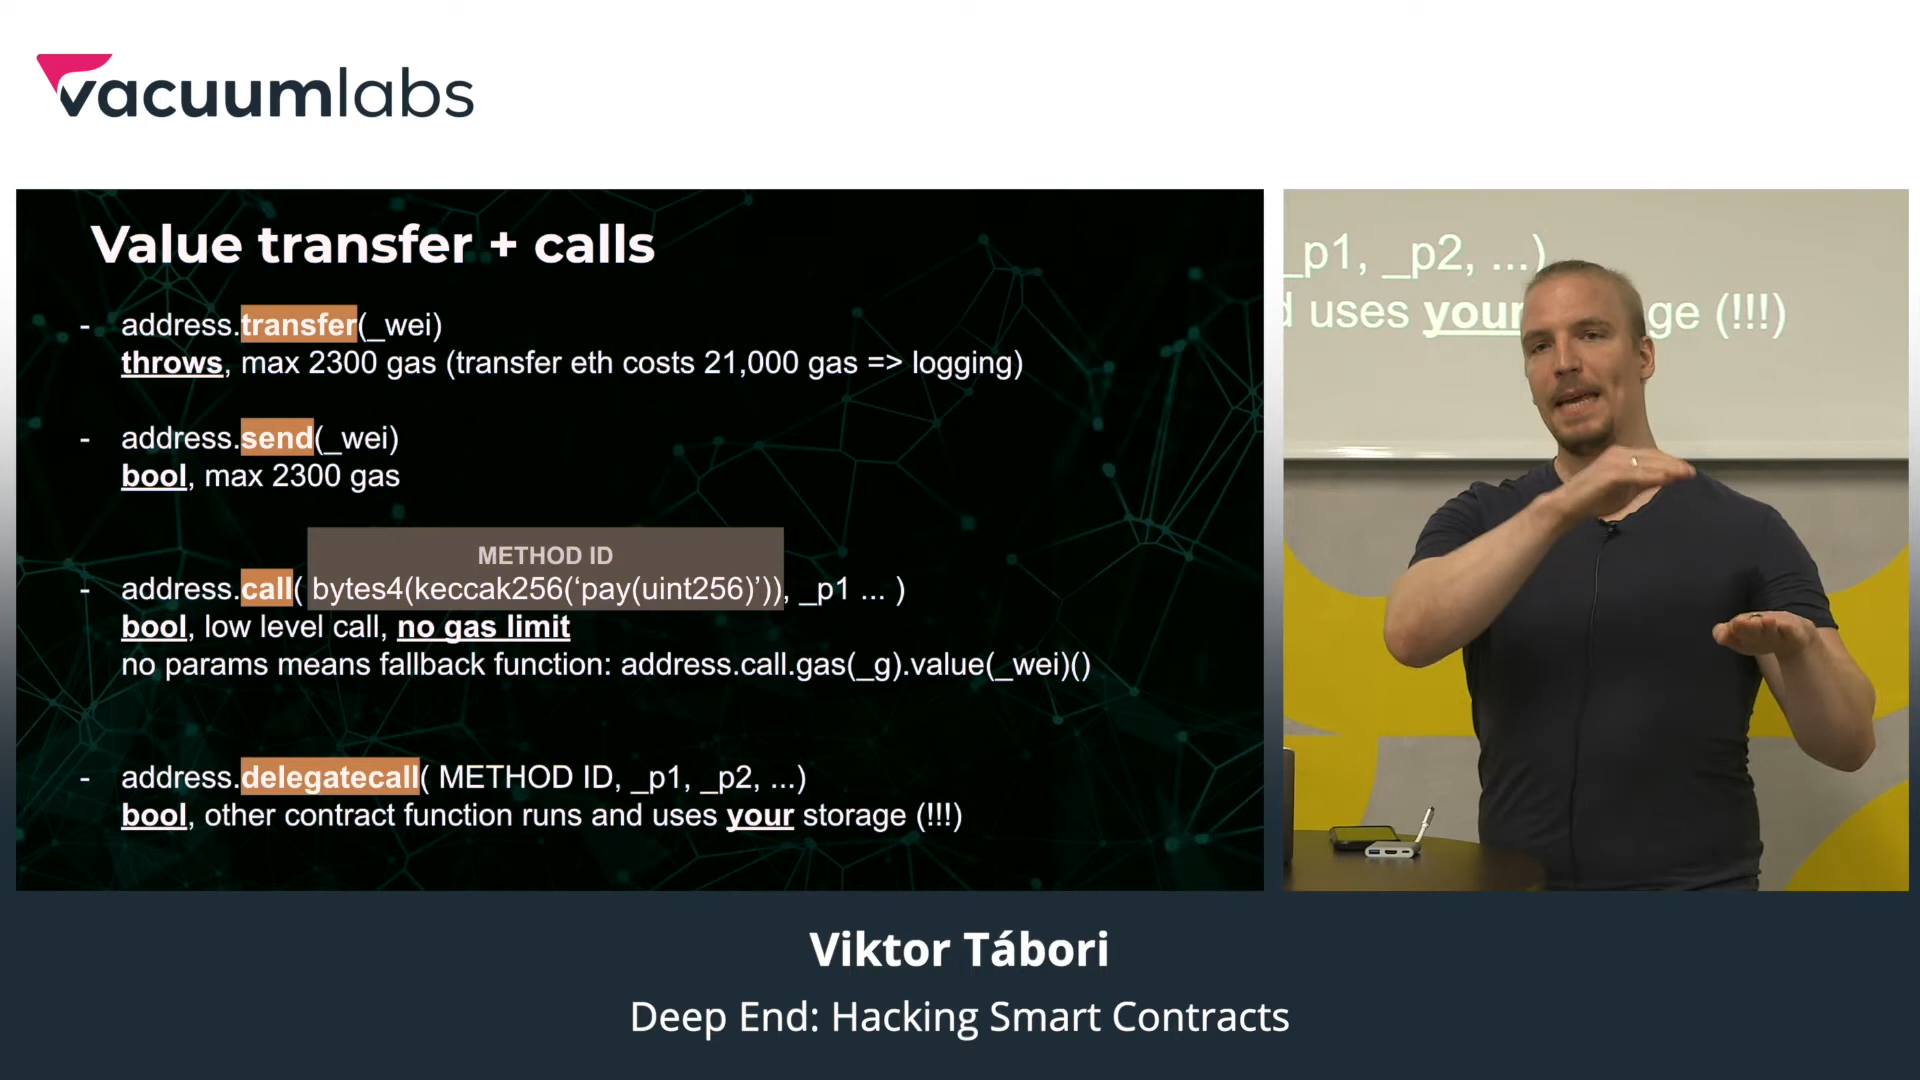 vacuumlabs
Value transfer + calls
- address.transfer(_wei)
throws, max 2300 gas (transfer eth costs 21,000 gas => logging)
- address.send(_wei)
bool, max 2300 gas
METHOD ID
- address.call( bytes4(keccak256(‘pay(uint256)’)), _p1 ... )
bool, low level call, no gas limit
no params means fallback function: address.call.gas(_g).value(_wei)()
- address.delegatecall( METHOD ID, _p1, _p2, ...)
bool, other contract function runs and uses your storage (!!!)
_p1, _p2, ...)
uses your ge (!!!)
Viktor Tábori
Deep End: Hacking Smart Contracts